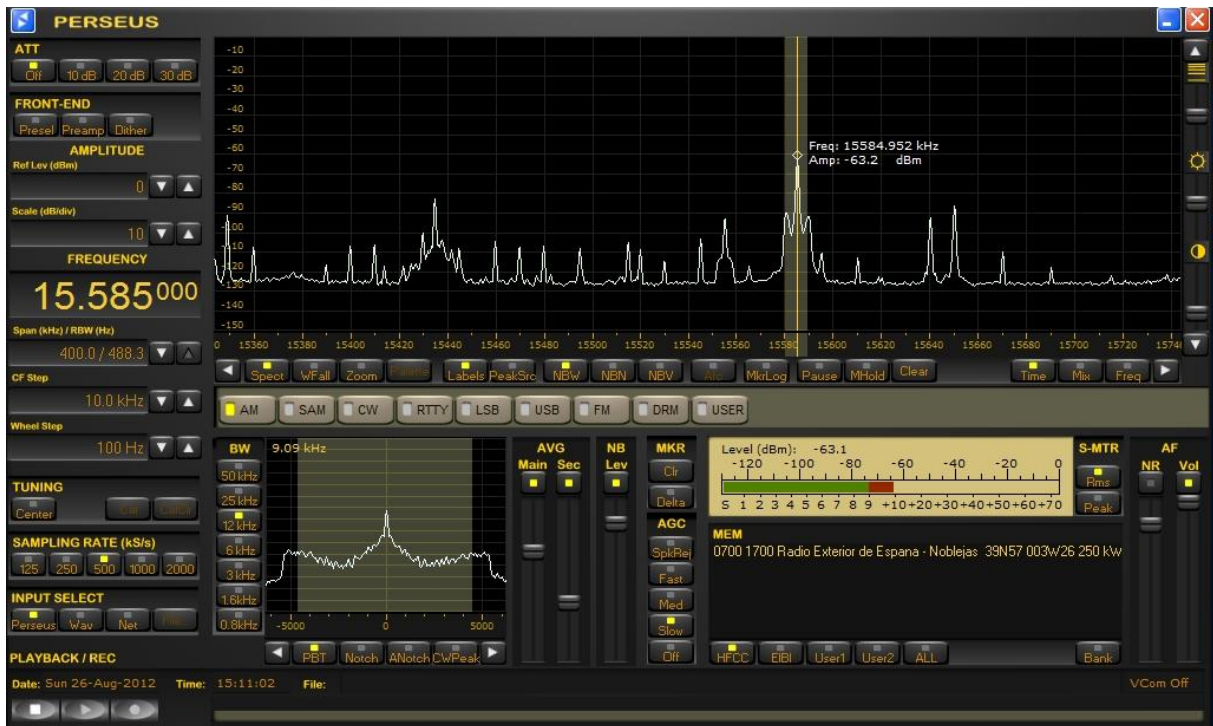 PERSEUS
ATT
Off 10 dB 20 dB 30 dB
FRONT-END
Presel Preamp Dither
AMPLITUDE
Ref Lev (dBm)
0
Scale (dB/div)
10
FREQUENCY
15.585000
Span (kHz) / RBW (Hz)
400.0 / 488.3
CF Step
10.0 kHz
Wheel Step
100 Hz
TUNING
Center
SAMPLING RATE (kS/s)
125 250 500 1000 2000
INPUT SELECT
Perseus Wav Net
PLAYBACK / REC
-10
-20
-30
-40
-50
-60
-70
-80
-90
-100
-110
-120
-130
-140
-150
Freq: 15584.952 kHz
Amp: -63.2 dBm
0 15360 15380 15400 15420 15440 15460 15480 15500 15520 15540 15560 15580 15600 15620 15640 15660 15680 15700 15720 1574
Spect WFall Zoom Labels PeakSrc NBW NBN NBV MkrLog Pause MHold Clear Time Mix Freq
AM SAM CW RTTY LSB USB FM DRM USER
BW
50 kHz
25 kHz
12 kHz
6 kHz
3 kHz
1.6kHz
0.8kHz
9.09 kHz
-5000 0 5000
PBT Notch ANotch CWPeak
AVG
Main Sec
NB
Lev
MKR
Clr
Delta
AGC
SpkRej
Fast
Med
Slow
Off
Level (dBm): -63.1
-120 -100 -80 -60 -40 -20 0
S 1 2 3 4 5 6 7 8 9 +10+20+30+40+50+60+70
S-MTR
Rms
Peak
AF
NR Vol
MEM
0700 1700 Radio Exterior de Espana - Noblejas 39N57 003W26 250 kW
HFCC EIBI User1 User2 ALL Bank
Date: Sun 26-Aug-2012 Time: 15:11:02 File:
VCom Off